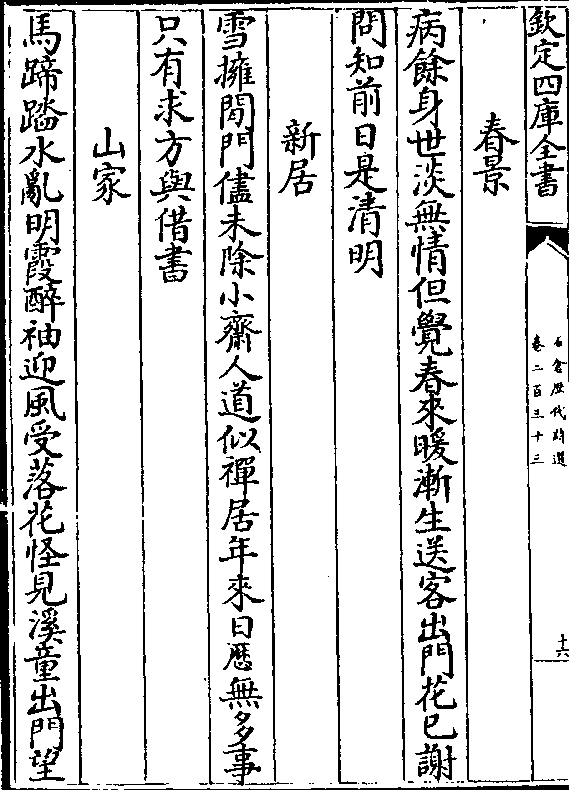 欽定四庫全書
石倉歷代詩選
卷二百三十三
十六
春景
病餘身世淡無情但覺春來暖漸生送客出門花已謝
問知前日是清明
新居
雪擁閒門儘未除小齋人道似禪居年來日歷無多事
只有求方與借書
山家
馬蹄踏水亂明霞醉袖迎風受落花怪見溪童出門望